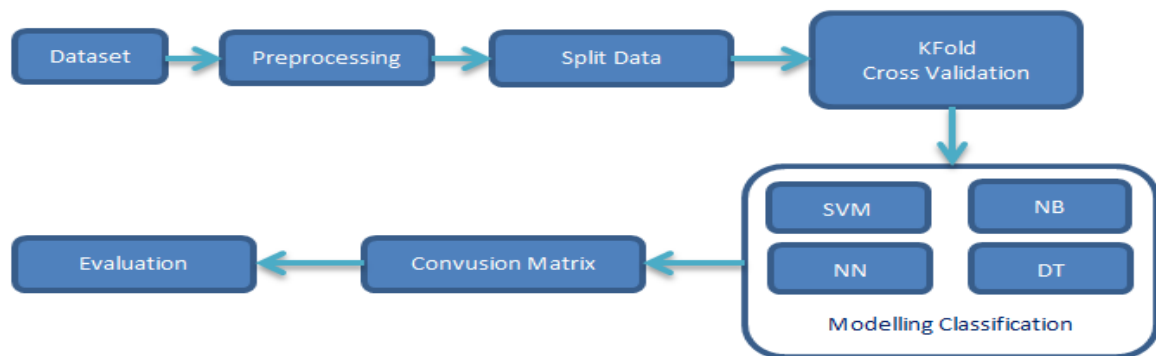 Dataset
Preprocessing
Split Data
KFold
Cross Validation
SVM
NB
NN
DT
Modelling Classification
Convusion Matrix
Evaluation